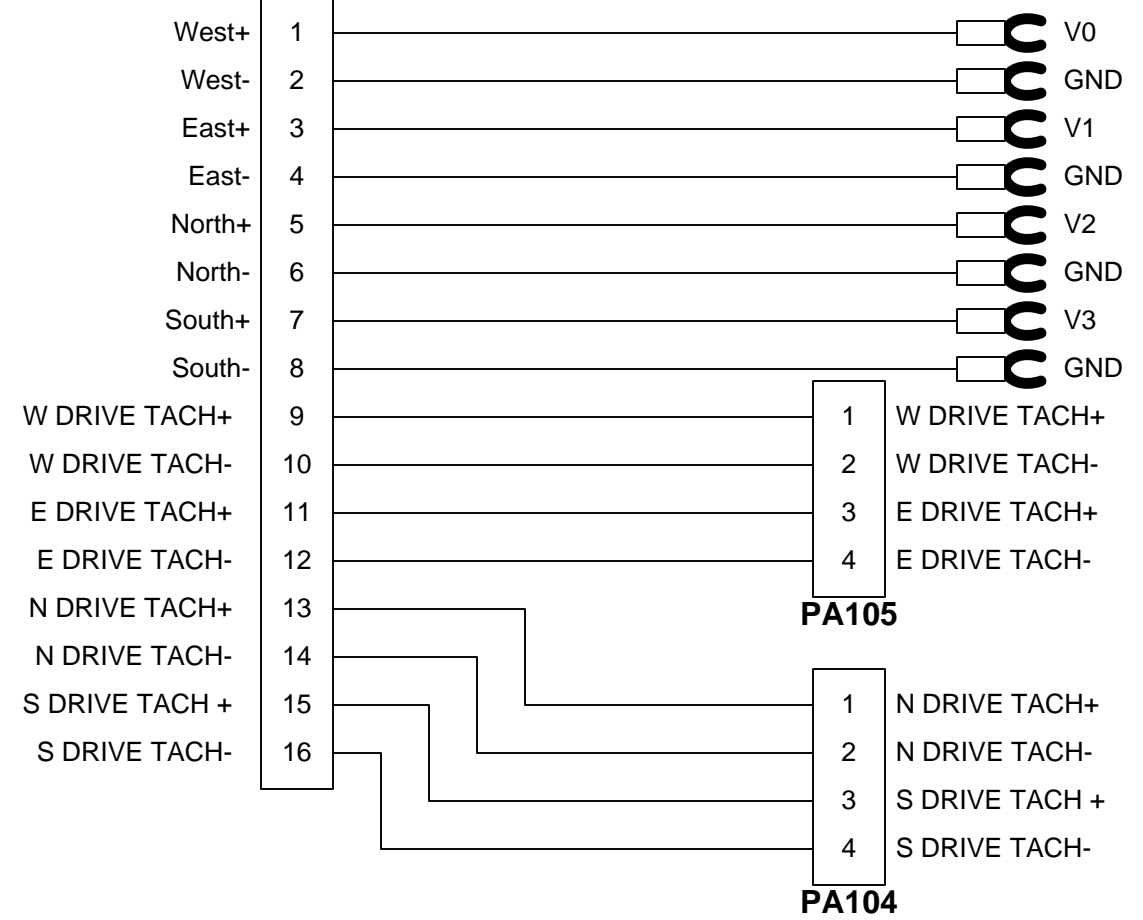 West+ 1 V0
West- 2 GND
East+ 3 V1
East- 4 GND
North+ 5 V2
North- 6 GND
South+ 7 V3
South- 8 GND
W DRIVE TACH+ 9 1 W DRIVE TACH+
W DRIVE TACH- 10 2 W DRIVE TACH-
E DRIVE TACH+ 11 3 E DRIVE TACH+
E DRIVE TACH- 12 4 E DRIVE TACH-
N DRIVE TACH+ 13 PA105
N DRIVE TACH- 14
S DRIVE TACH + 15 1 N DRIVE TACH+
S DRIVE TACH- 16 2 N DRIVE TACH-
3 S DRIVE TACH +
4 S DRIVE TACH-
PA104